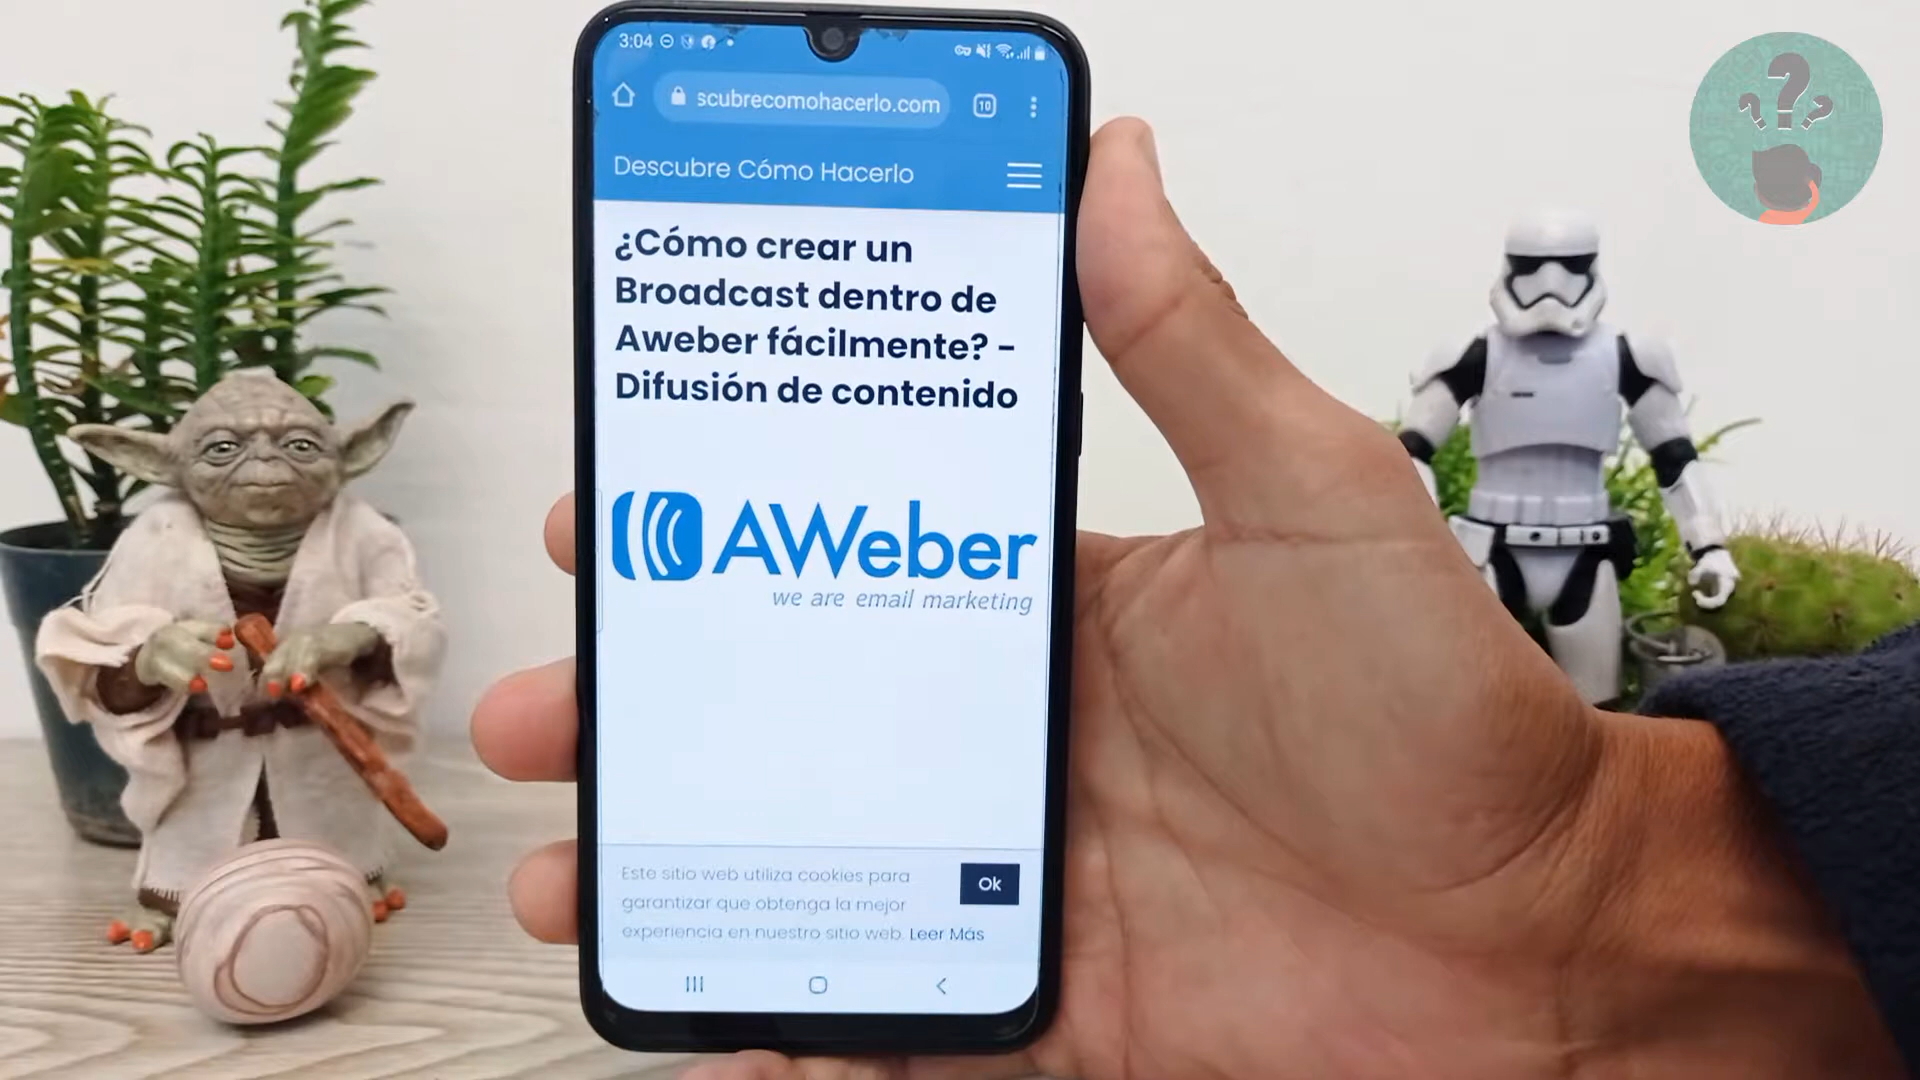 3:04
scubrecomohacerlo.com
10
Descubre Cómo Hacerlo
¿Cómo crear un
Broadcast dentro de
Aweber fácilmente? -
Difusión de contenido
AWeber
we are email marketing
Este sitio web utiliza cookies para
garantizar que obtenga la mejor
experiencia en nuestro sitio web. Leer Más
Ok